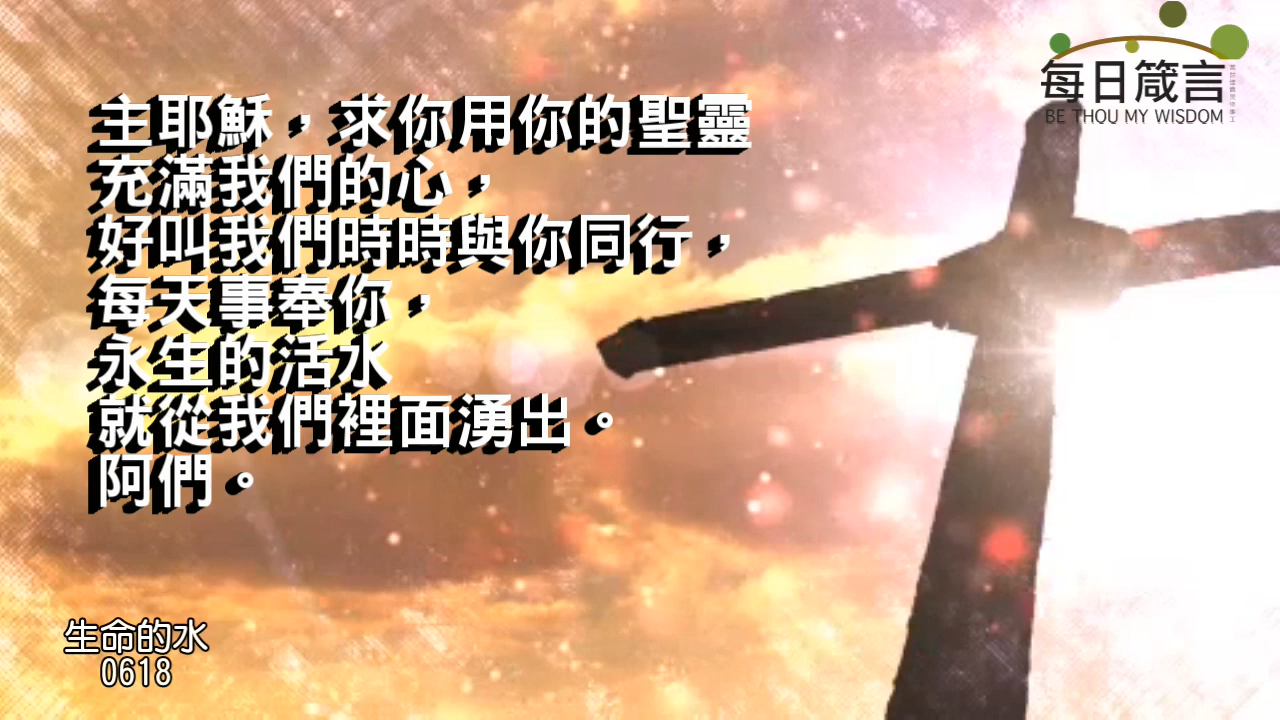 主耶穌，求你用你的聖靈
充滿我們的心，
好叫我們時時與你同行，
每天事奉你，
永生的活水
就從我們裡面湧出。
阿們。
每日箴言
BE THOU MY WISDOM
生命的水
0618